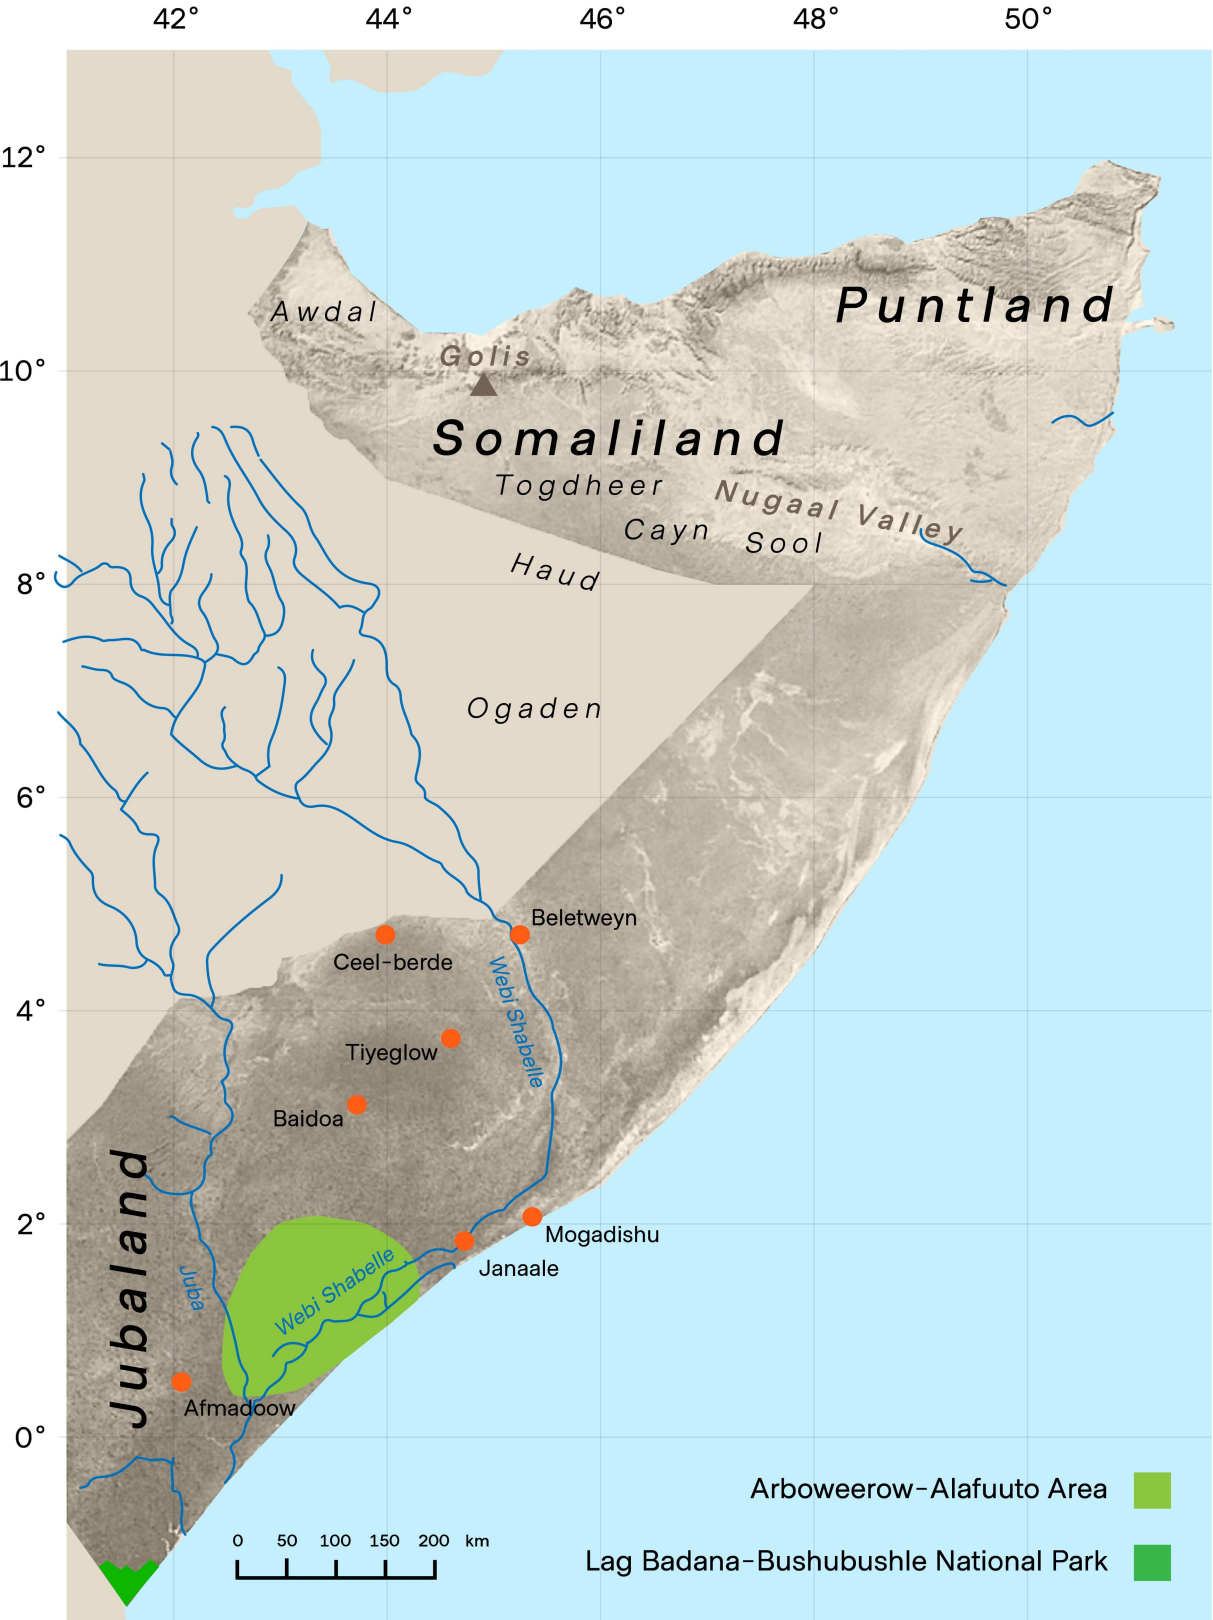 42° 44° 46° 48° 50°
12°
Puntland
Awdal
Golis
10°
Somaliland
Togdheer
Nugaal Valley
Cayn
Sool
Haud
8°
Ogaden
6°
Beletweyn
Ceel-berde
Webi Shabelle
4°
Tiyeglow
Baidoa
Jubaland
2°
Mogadishu
Janaale
Juba
Webi Shabelle
Afmadoow
0°
Arboweerow-Alafuuto Area
0 50 100 150 200 km
Lag Badana-Bushubushle National Park